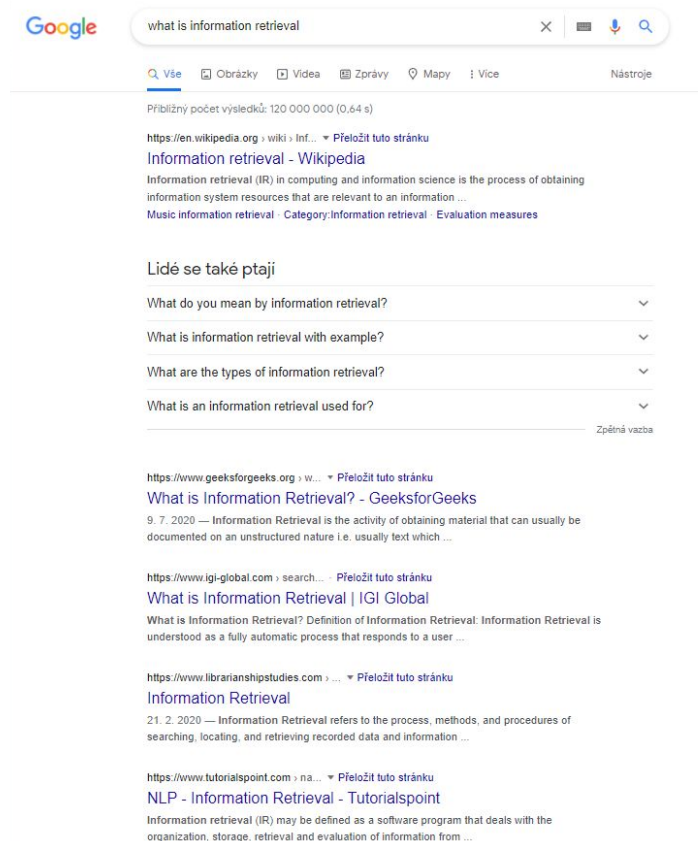 Google
what is information retrieval
Vše Obrázky Videa Zprávy Mapy Více Nástroje
Přibližný počet výsledků: 120 000 000 (0,64 s)
https://en.wikipedia.org › wiki › Inf... Přeložit tuto stránku
Information retrieval - Wikipedia
Information retrieval (IR) in computing and information science is the process of obtaining
information system resources that are relevant to an information ...
Music information retrieval · Category:Information retrieval · Evaluation measures
Lidé se také ptají
What do you mean by information retrieval?
What is information retrieval with example?
What are the types of information retrieval?
What is an information retrieval used for?
Zpětná vazba
https://www.geeksforgeeks.org › w... Přeložit tuto stránku
What is Information Retrieval? - GeeksforGeeks
9. 7. 2020 — Information Retrieval is the activity of obtaining material that can usually be
documented on an unstructured nature i.e. usually text which ...
https://www.igi-global.com › search... · Přeložit tuto stránku
What is Information Retrieval | IGI Global
What is Information Retrieval? Definition of Information Retrieval: Information Retrieval is
understood as a fully automatic process that responds to a user ...
https://www.librarianshipstudies.com › ... Přeložit tuto stránku
Information Retrieval
21. 2. 2020 — Information Retrieval refers to the process, methods, and procedures of
searching, locating, and retrieving recorded data and information ...
https://www.tutorialspoint.com › na... Přeložit tuto stránku
NLP - Information Retrieval - Tutorialspoint
Information retrieval (IR) may be defined as a software program that deals with the
organization, storage, retrieval and evaluation of information from ...